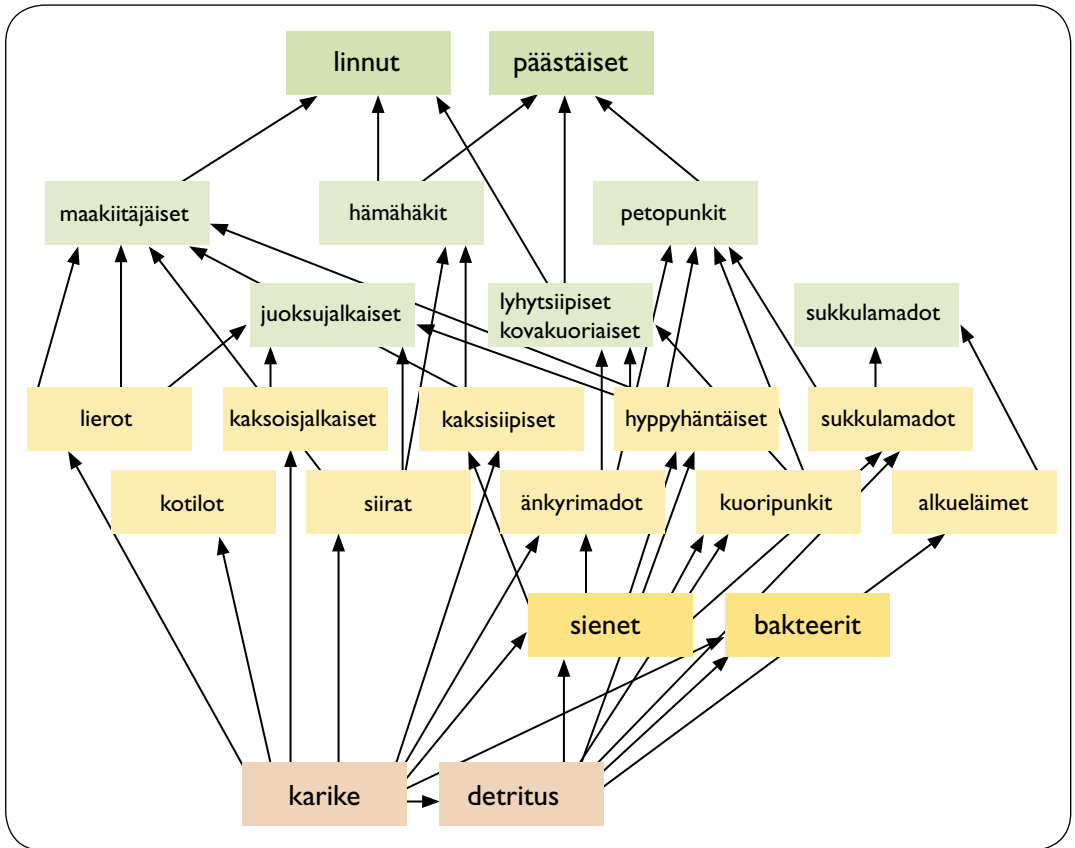 linnut
päästäiset
maakiitäjäiset
hämähäkit
petopunkit
juoksujalkaiset
lyhytsiipiset
kovakuoriaiset
sukkulamadot
lierot
kaksoisjalkaiset
kaksisiipiset
hyppyhäntäiset
sukkulamadot
kotilot
siirat
änkyrimadot
kuoripunkit
alkueläimet
sienet
bakteerit
karike
detritus